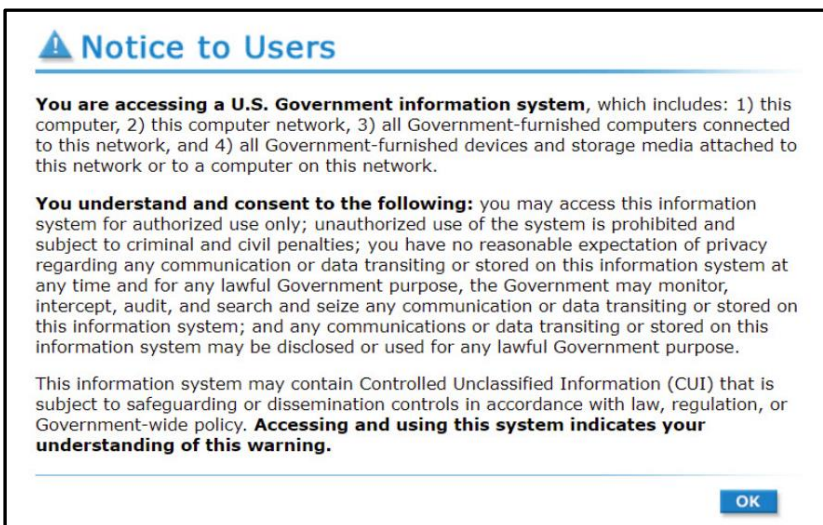 Notice to Users
You are accessing a U.S. Government information system, which includes: 1) this
computer, 2) this computer network, 3) all Government-furnished computers connected
to this network, and 4) all Government-furnished devices and storage media attached to
this network or to a computer on this network.
You understand and consent to the following: you may access this information
system for authorized use only; unauthorized use of the system is prohibited and
subject to criminal and civil penalties; you have no reasonable expectation of privacy
regarding any communication or data transiting or stored on this information system at
any time and for any lawful Government purpose, the Government may monitor,
intercept, audit, and search and seize any communication or data transiting or stored on
this information system; and any communications or data transiting or stored on this
information system may be disclosed or used for any lawful Government purpose.
This information system may contain Controlled Unclassified Information (CUI) that is
subject to safeguarding or dissemination controls in accordance with law, regulation, or
Government-wide policy. Accessing and using this system indicates your
understanding of this warning.
OK